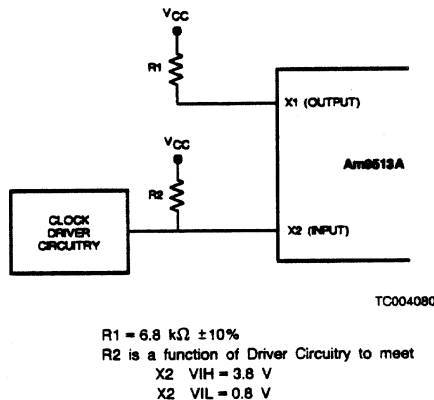 VCC
R1
X1 (OUTPUT)
VCC
Am9513A
R2
CLOCK
DRIVER
CIRCUITRY
X2 (INPUT)
TC004080
R1 = 6.8 kΩ ±10%
R2 is a function of Driver Circuitry to meet
X2 VIH = 3.8 V
X2 VIL = 0.8 V